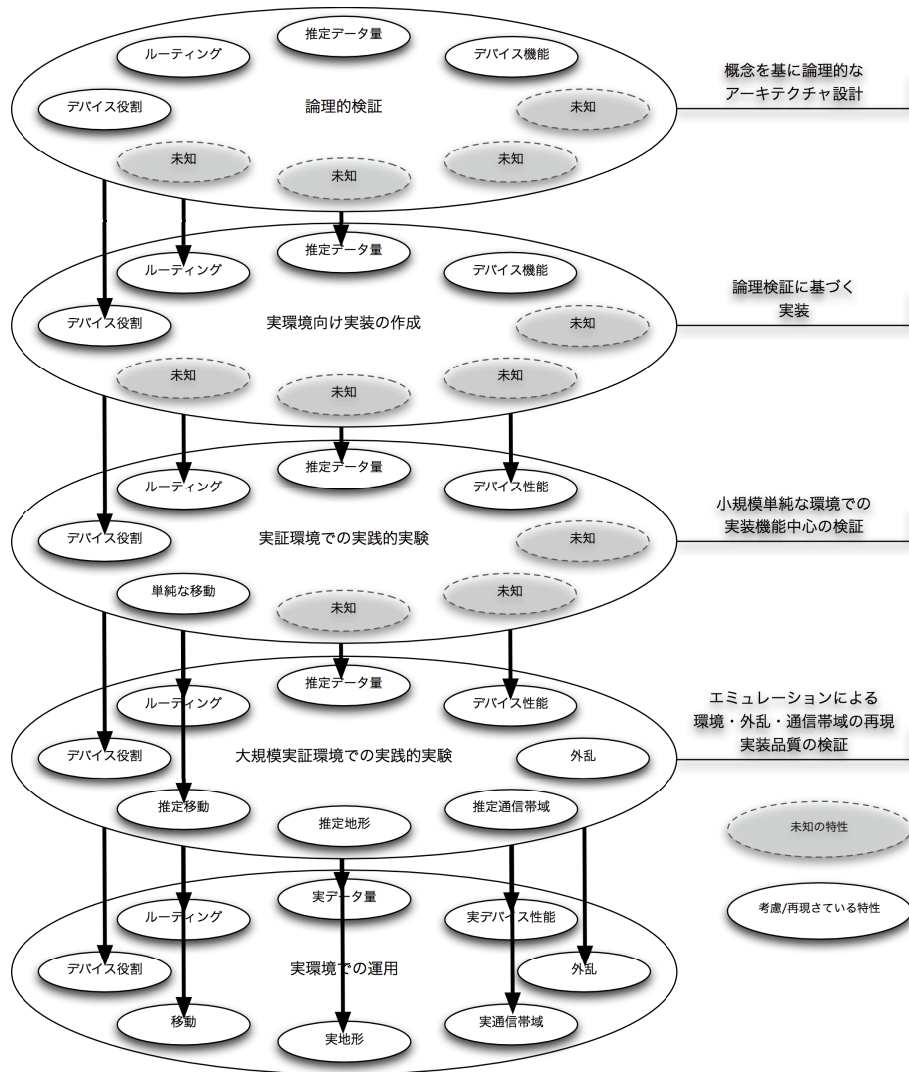 推定データ量
ルーティング
デバイス機能
デバイス役割
論理的検証
未知
未知
未知
未知
概念を基に論理的な
アーキテクチャ設計
推定データ量
ルーティング
デバイス機能
デバイス役割
実環境向け実装の作成
未知
未知
未知
未知
論理検証に基づく
実装
推定データ量
ルーティング
デバイス性能
デバイス役割
実証環境での実践的実験
未知
単純な移動
未知
未知
小規模単純な環境での
実装機能中心の検証
推定データ量
ルーティング
デバイス性能
デバイス役割
大規模実証環境での実践的実験
外乱
推定移動
推定地形
推定通信帯域
エミュレーションによる
環境・外乱・通信帯域の再現
実装品質の検証
未知の特性
考慮/再現さている特性
実データ量
ルーティング
実デバイス性能
デバイス役割
実環境での運用
外乱
移動
実地形
実通信帯域